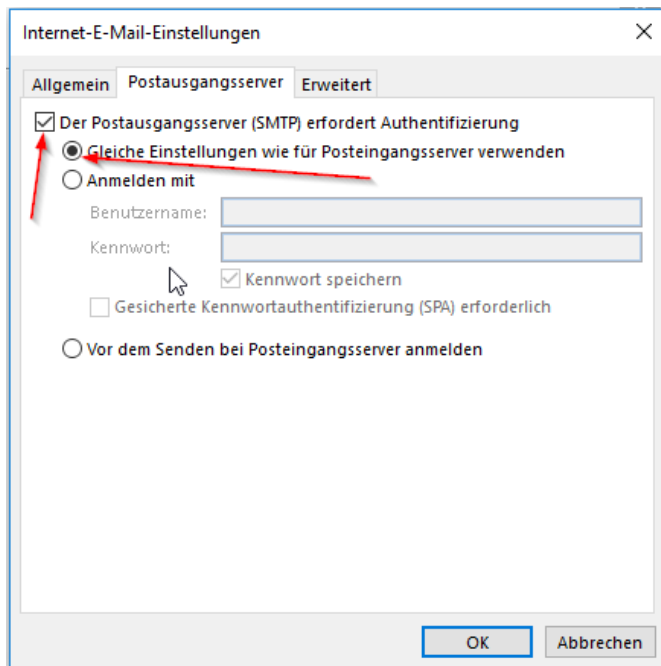 Internet-E-Mail-Einstellungen
Allgemein Postausgangsserver Erweitert
Der Postausgangsserver (SMTP) erfordert Authentifizierung
Gleiche Einstellungen wie für Posteingangsserver verwenden
Anmelden mit
Benutzername:
Kennwort:
Kennwort speichern
Gesicherte Kennwortauthentifizierung (SPA) erforderlich
Vor dem Senden bei Posteingangsserver anmelden
OK Abbrechen